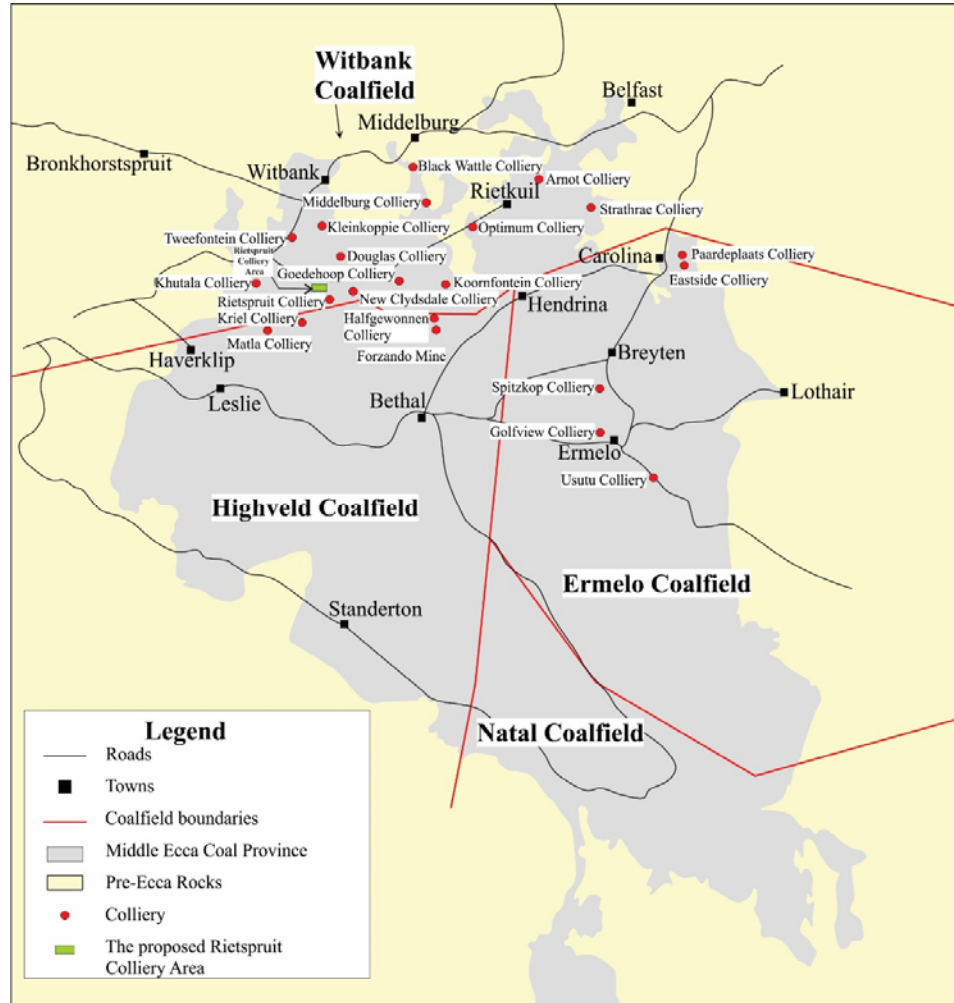 Witbank
Coalfield
Belfast
Middelburg
Bronkhorstspruit
Witbank
Black Wattle Colliery
Arnot Colliery
Rietkuil
Middelburg Colliery
Strathrae Colliery
Kleinkoppie Colliery
Optimum Colliery
Tweefontein Colliery
Rietspruit
Colliery
Area
Douglas Colliery
Carolina
Paardeplaats Colliery
Goedehoop Colliery
Eastside Colliery
Khutala Colliery
Koornfontein Colliery
Rietspruit Colliery
New Clydsdale Colliery
Hendrina
Kriel Colliery
Halfgewonnen
Colliery
Matla Colliery
Forzando Mine
Haverklip
Breyten
Leslie
Spitzkop Colliery
Lothair
Bethal
Golfview Colliery
Ermelo
Usutu Colliery
Highveld Coalfield
Ermelo Coalfield
Standerton
Natal Coalfield
Legend
Roads
Towns
Coalfield boundaries
Middle Ecca Coal Province
Pre-Ecca Rocks
Colliery
The proposed Rietspruit
Colliery Area